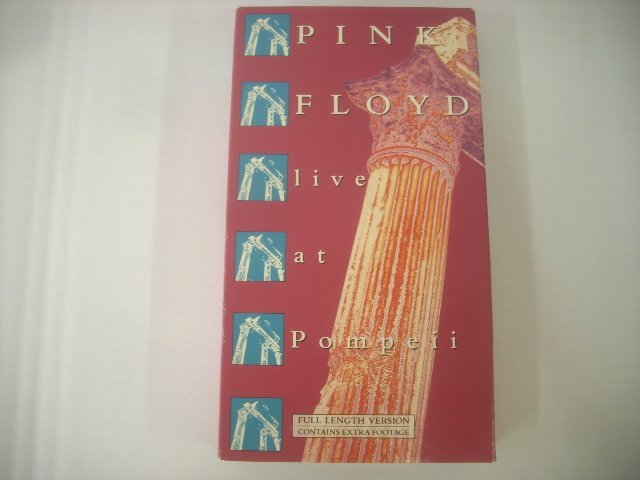 PINK
FLOYD
live
at
Pompeii
FULL LENGTH VERSION
CONTAINS EXTRA FOOTAGE